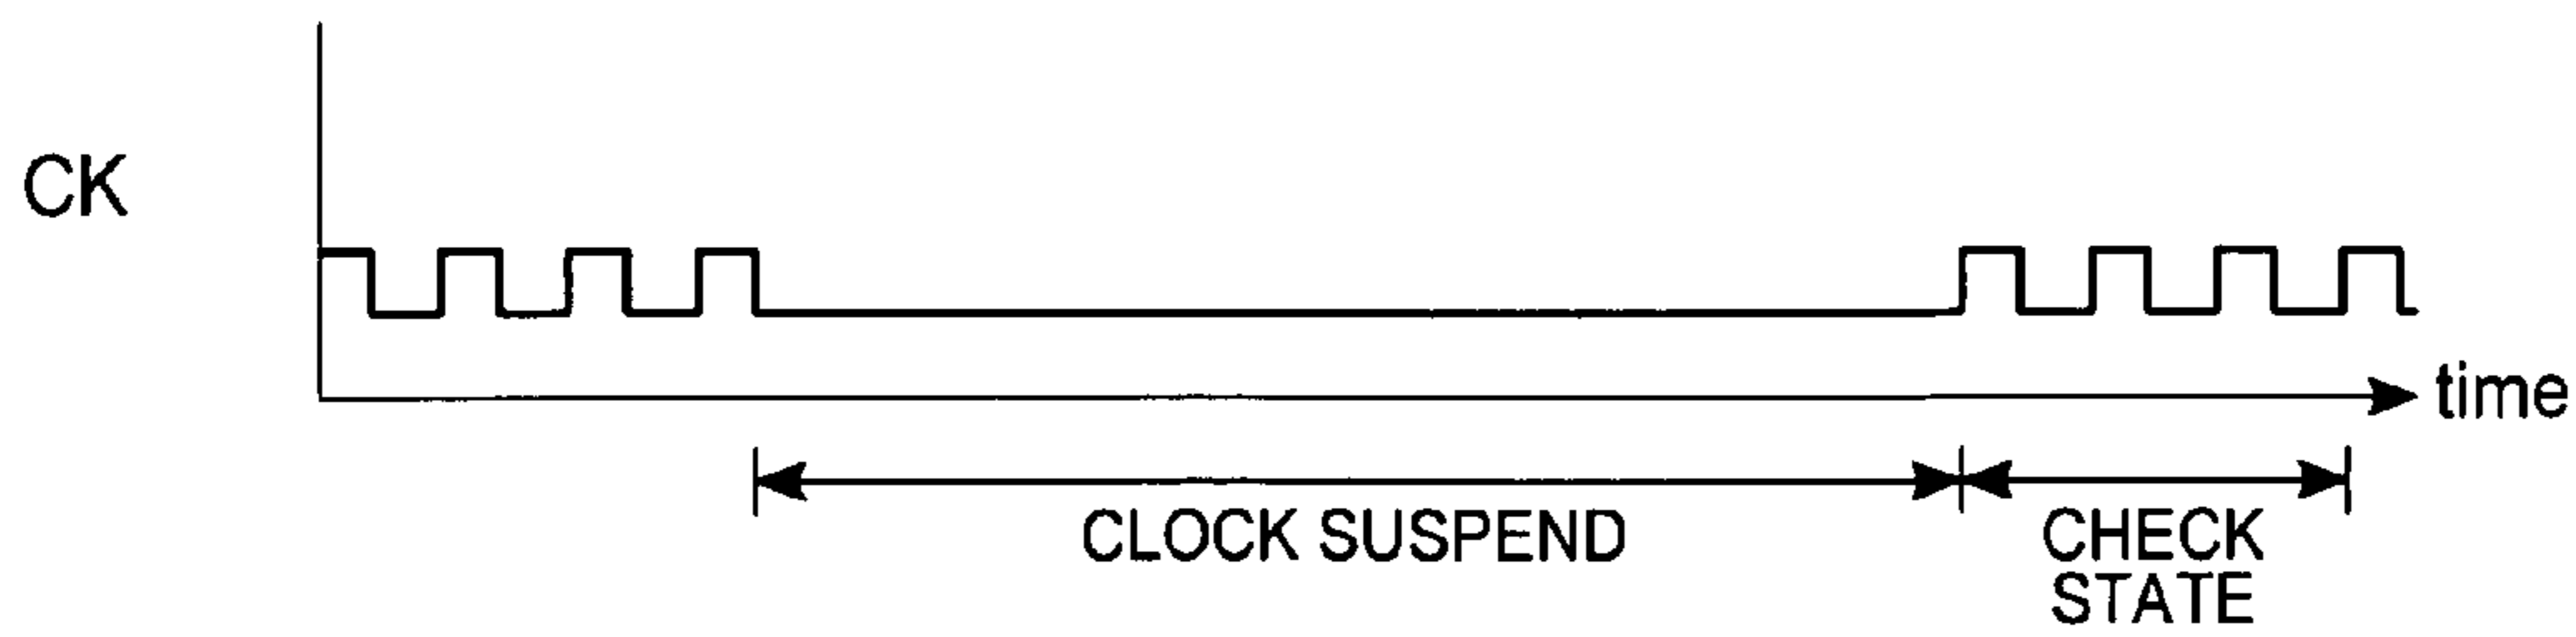 CK
time
CLOCK SUSPEND
CHECK
STATE